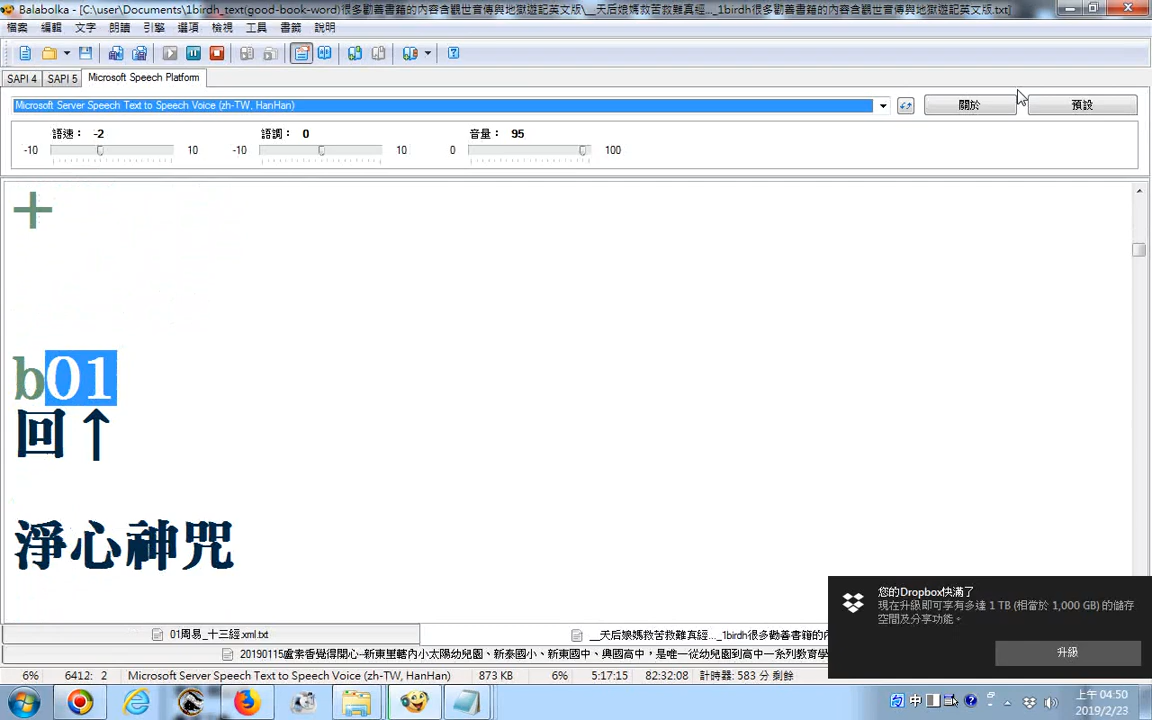 Balabolka - [C:\user\Documents\1birdh_text(good-book-word)很多勸善書籍的內容含觀世音傳與地獄遊記英文版\__天后娘媽救苦救難真經..._1birdh很多勸善書籍的內容含觀世音傳與地獄遊記英文版.txt]
檔案 編輯 文字 朗讀 引擎 選項 檢視 工具 書籤 說明
SAPI 4 SAPI 5 Microsoft Speech Platform
Microsoft Server Speech Text to Speech Voice (zh-TW, HanHan)
關於 預設
語速： -2 語調： 0 音量： 95
-10 10 -10 10 0 100
+
b01
回↑
淨心神咒
您的Dropbox快滿了
現在升級即可享有多達 1 TB (相當於 1,000 GB) 的儲存
空間及分享功能。
升級
01周易_十三經.xml.txt __天后娘媽救苦救難真經..._1birdh很多勸善書籍的內
20190115盧素香覺得開心--新東里轄內小太陽幼兒園、新泰國小、新東國中、興國高中，是唯一從幼兒園到高中一系列教育學
6% 6412: 2 Microsoft Server Speech Text to Speech Voice (zh-TW, HanHan) 873 KB 6% 5:17:15 82:32:08 計時器: 583 分 剩餘
中 上午 04:50
2019/2/23